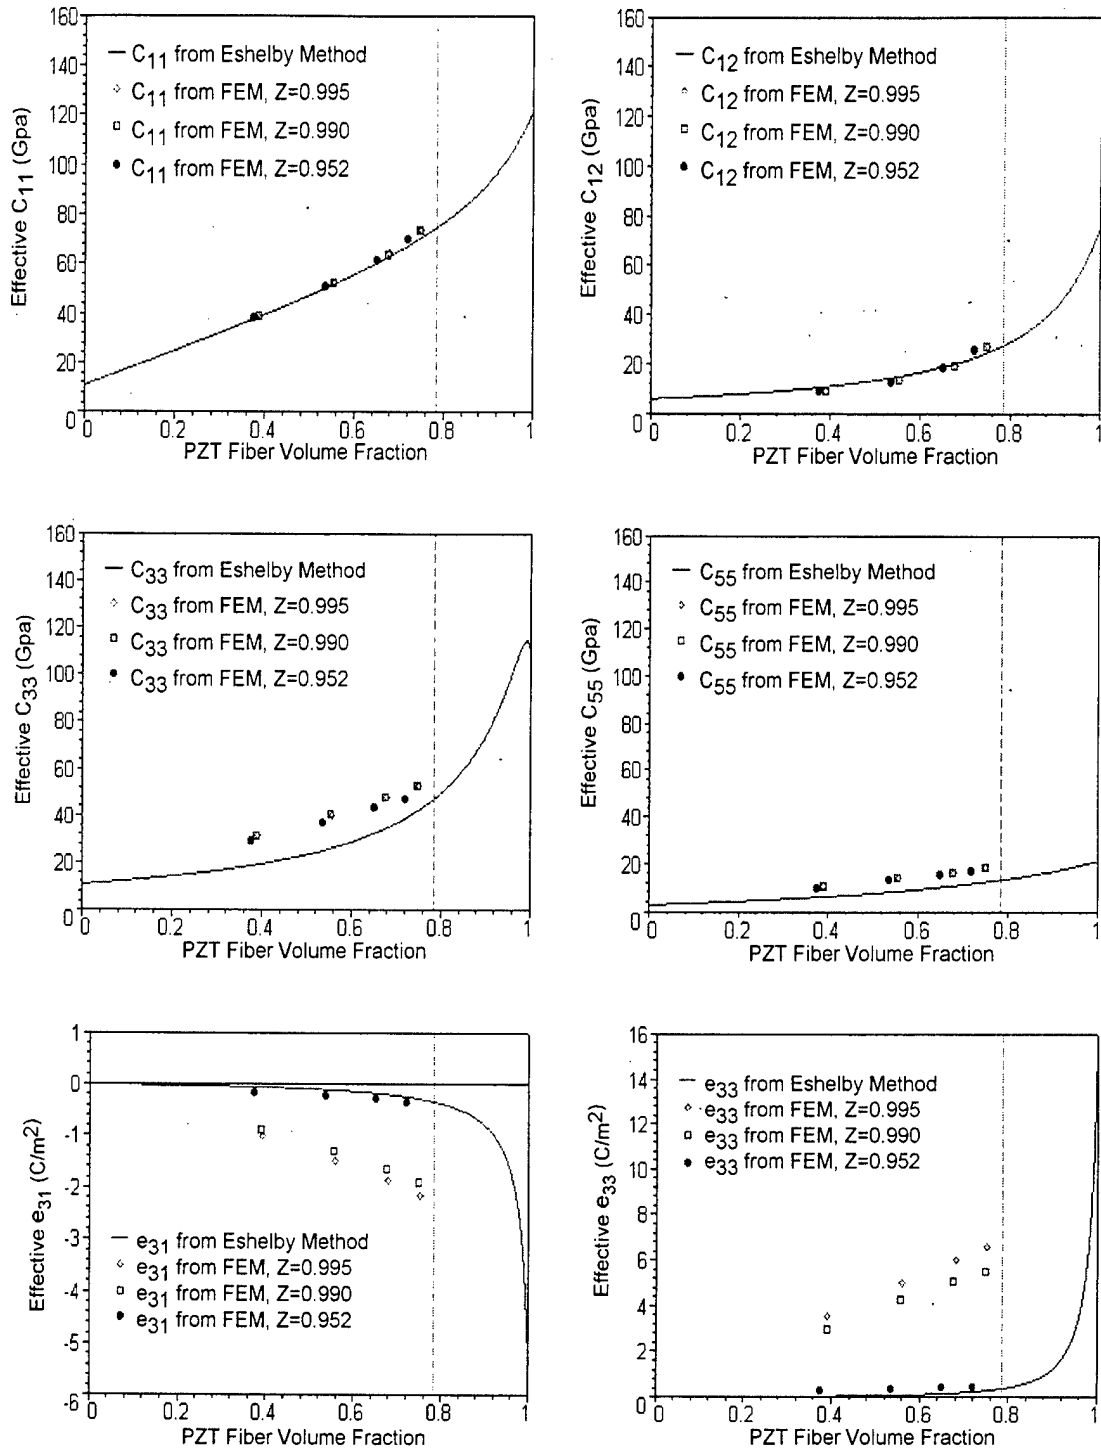 160
140
120
100
80
60
40
20
0
Effective C11 (Gpa)
C11 from Eshelby Method
C11 from FEM, Z=0.995
C11 from FEM, Z=0.990
C11 from FEM, Z=0.952
0 0.2 0.4 0.6 0.8 1
PZT Fiber Volume Fraction
160
140
120
100
80
60
40
20
0
Effective C12 (Gpa)
C12 from Eshelby Method
C12 from FEM, Z=0.995
C12 from FEM, Z=0.990
C12 from FEM, Z=0.952
0 0.2 0.4 0.6 0.8 1
PZT Fiber Volume Fraction
160
140
120
100
80
60
40
20
0
Effective C33 (Gpa)
C33 from Eshelby Method
C33 from FEM, Z=0.995
C33 from FEM, Z=0.990
C33 from FEM, Z=0.952
0 0.2 0.4 0.6 0.8 1
PZT Fiber Volume Fraction
160
140
120
100
80
60
40
20
0
Effective C55 (Gpa)
C55 from Eshelby Method
C55 from FEM, Z=0.995
C55 from FEM, Z=0.990
C55 from FEM, Z=0.952
0 0.2 0.4 0.6 0.8 1
PZT Fiber Volume Fraction
1
0
-1
-2
-3
-4
-5
-6
Effective e31 (C/m2)
e31 from Eshelby Method
e31 from FEM, Z=0.995
e31 from FEM, Z=0.990
e31 from FEM, Z=0.952
0 0.2 0.4 0.6 0.8 1
PZT Fiber Volume Fraction
16
14
12
10
8
6
4
2
0
Effective e33 (C/m2)
e33 from Eshelby Method
e33 from FEM, Z=0.995
e33 from FEM, Z=0.990
e33 from FEM, Z=0.952
0 0.2 0.4 0.6 0.8 1
PZT Fiber Volume Fraction